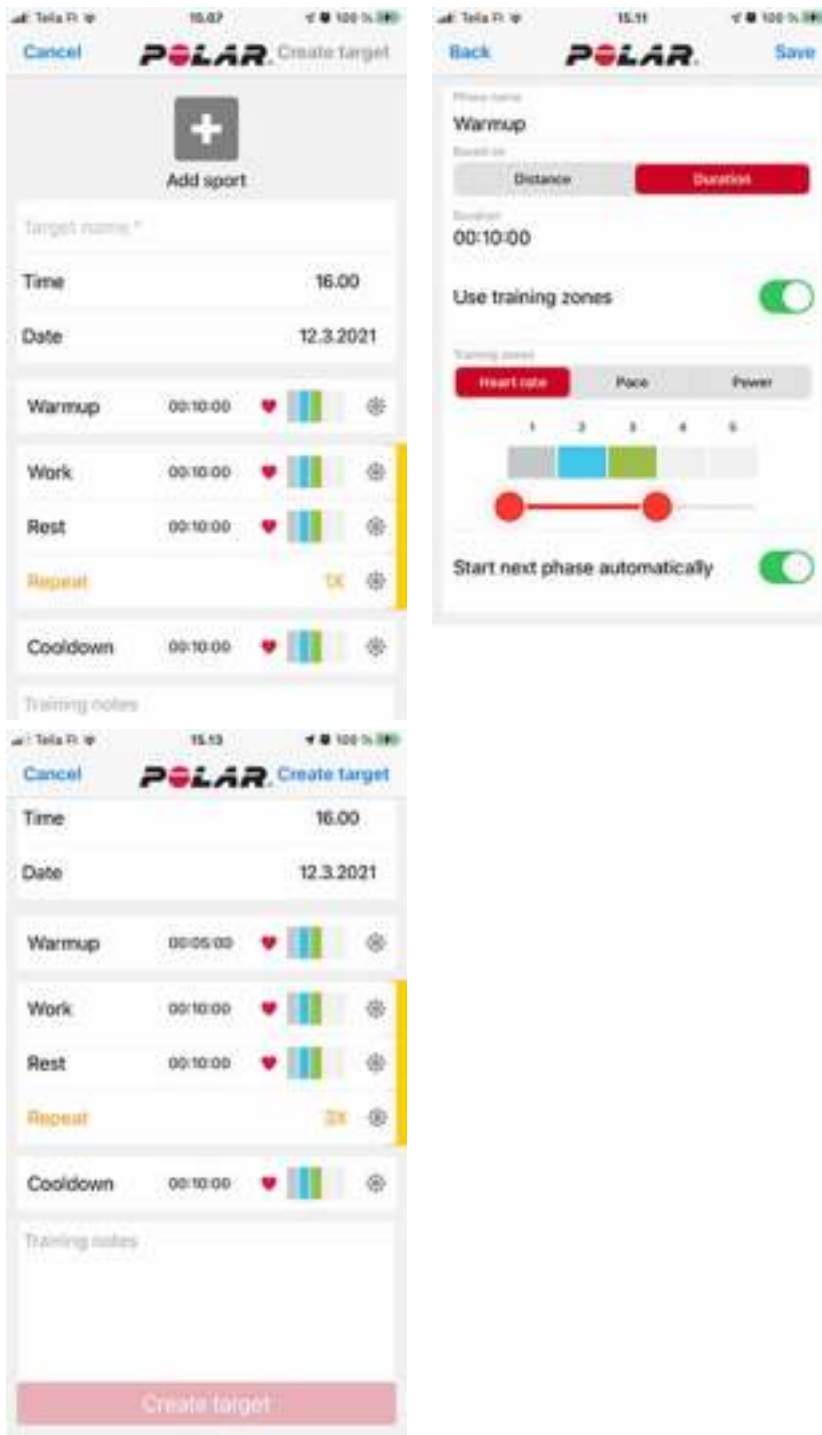 Telia FI 15.07 100 %
Cancel POLAR. Create target
Add sport
Target name *
Time 16.00
Date 12.3.2021
Warmup 00:10:00
Work 00:10:00
Rest 00:10:00
Repeat 1X
Cooldown 00:10:00
Training notes
Telia FI 15.11 100 %
Back POLAR. Save
Phase name
Warmup
Based on
Distance Duration
Duration
00:10:00
Use training zones
Training zones
Heart rate Pace Power
1 2 3 4 5
Start next phase automatically
Telia FI 15.13 100 %
Cancel POLAR. Create target
Time 16.00
Date 12.3.2021
Warmup 00:05:00
Work 00:10:00
Rest 00:10:00
Repeat
Cooldown 00:10:00
Training notes
Create target